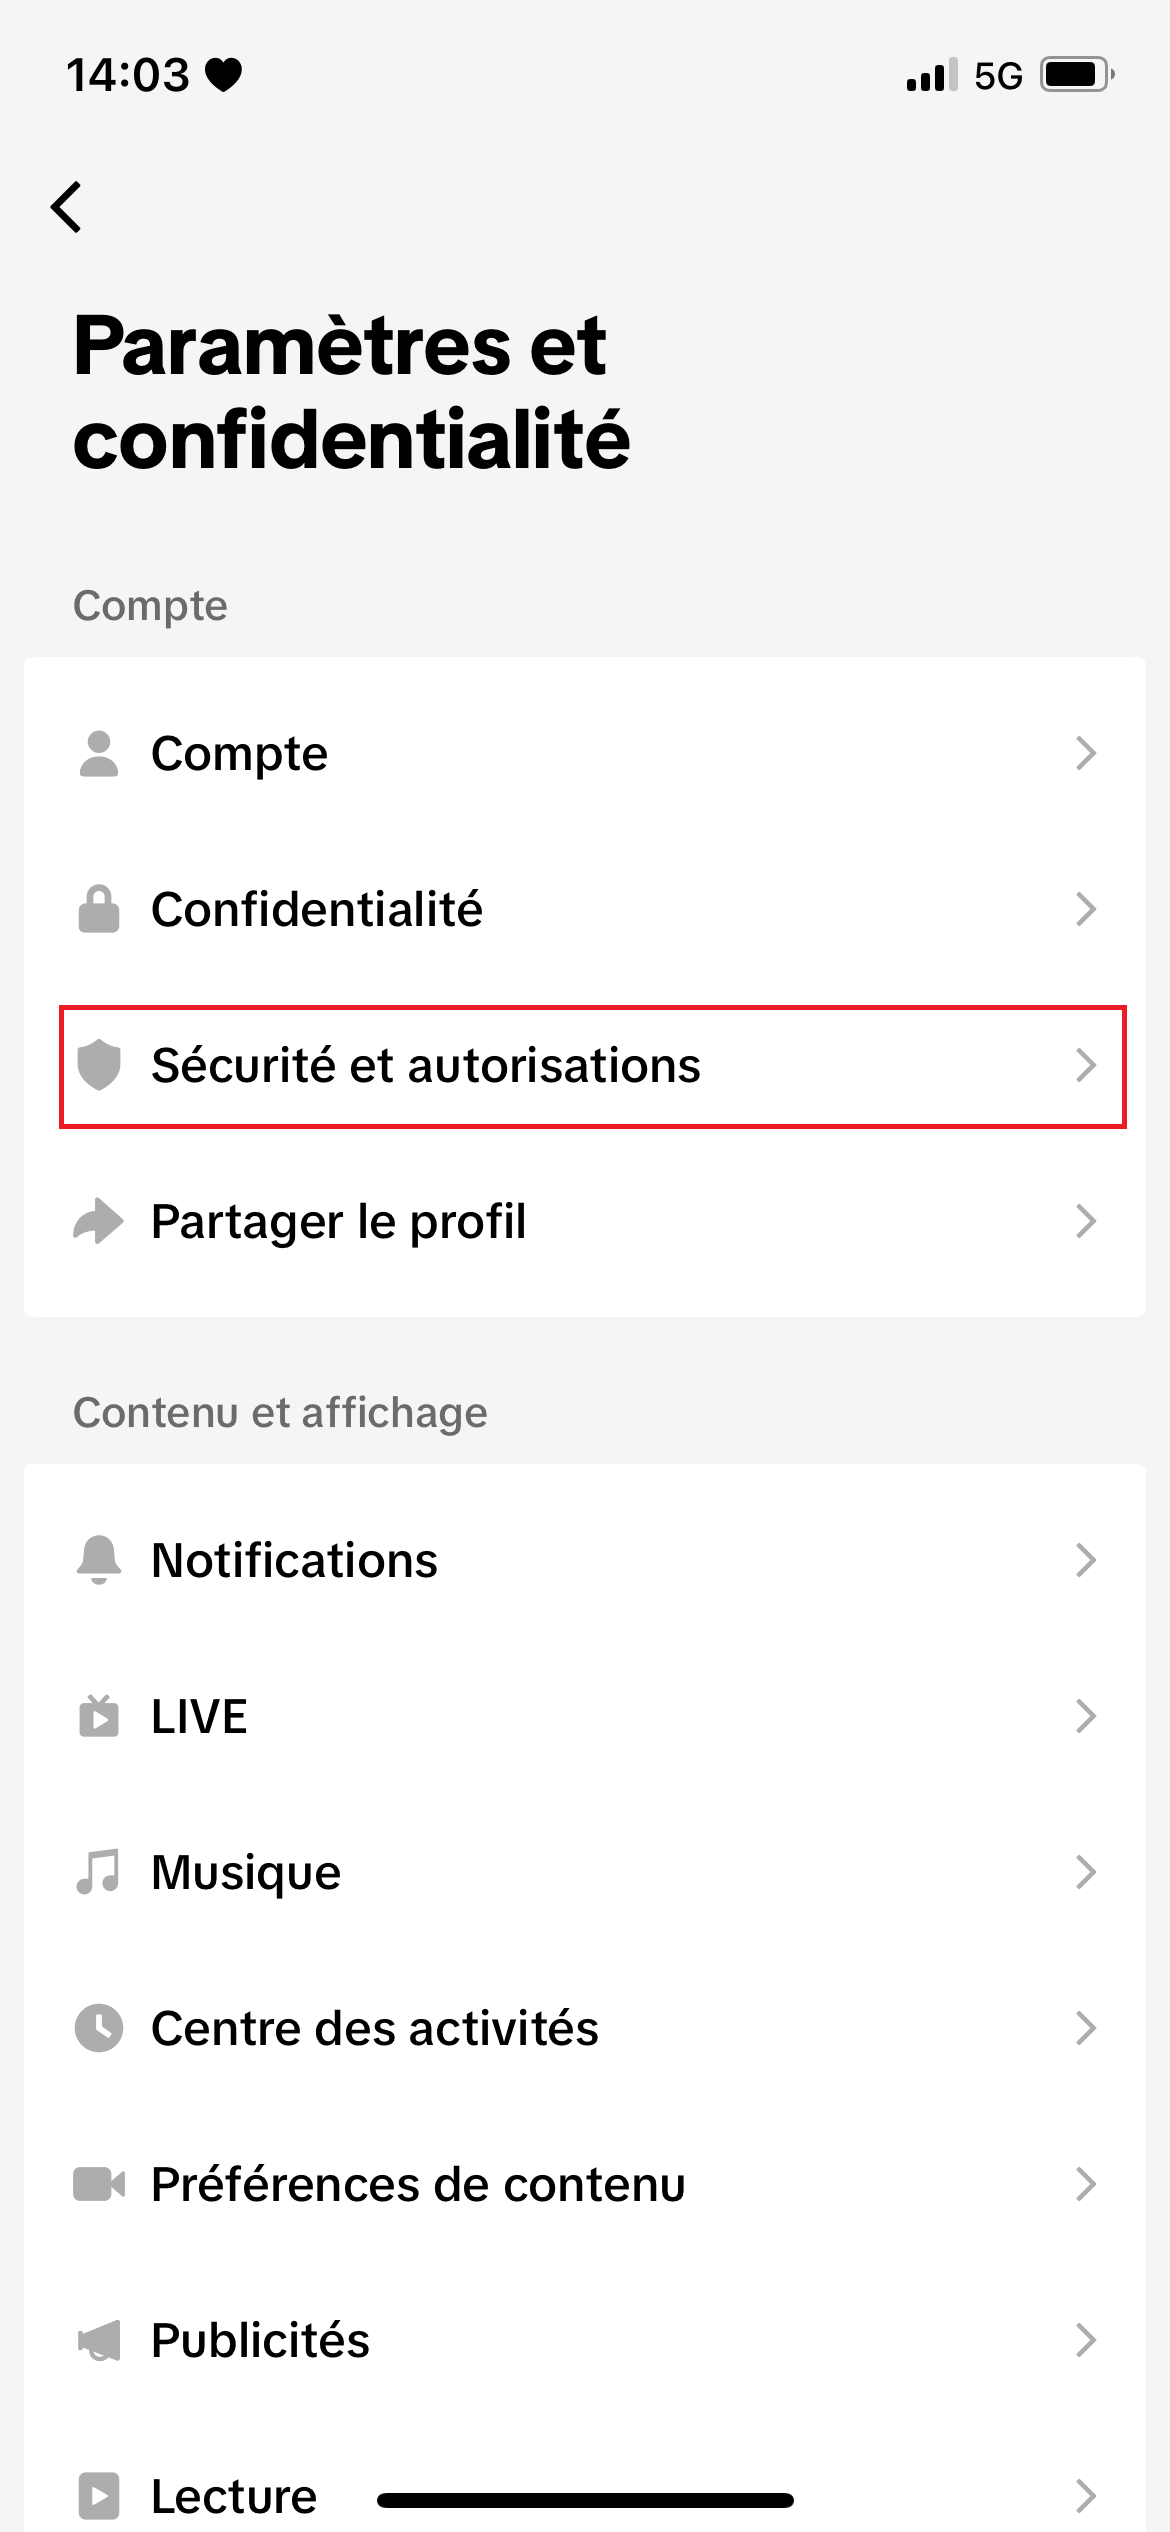 14:03
5G
Paramètres et
confidentialité
Compte
Compte
Confidentialité
Sécurité et autorisations
Partager le profil
Contenu et affichage
Notifications
LIVE
Musique
Centre des activités
Préférences de contenu
Publicités
Lecture